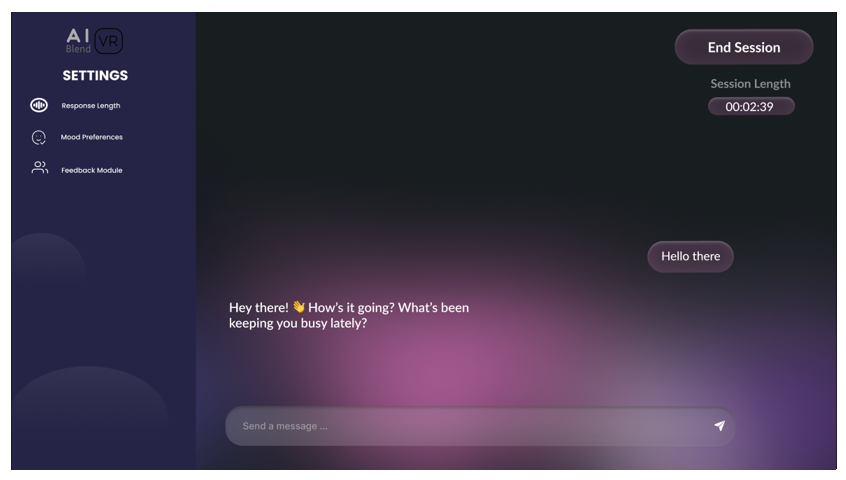 AI
Blend
VR
SETTINGS
Response Length
Mood Preferences
Feedback Module
End Session
Session Length
00:02:39
Hello there
Hey there! 👋 How's it going? What's been
keeping you busy lately?
Send a message ...